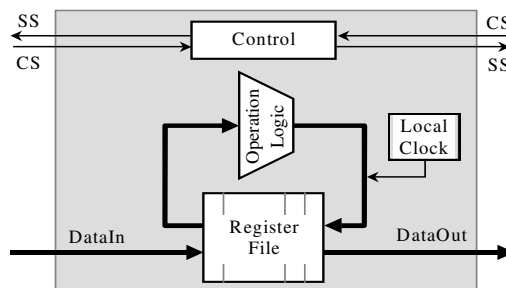 SS
CS
Control
CS
SS
Operation
Logic
Local
Clock
Register
File
DataIn
DataOut